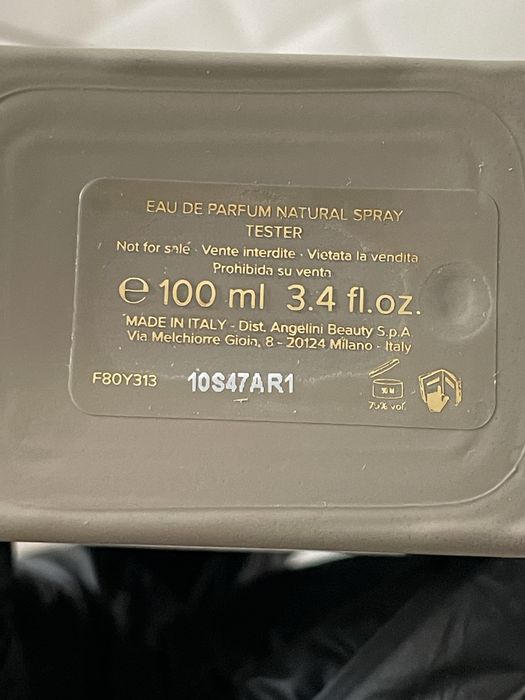 EAU DE PARFUM NATURAL SPRAY
TESTER
Not for sale · Vente interdite · Vietata la vendita
Prohibida su venta
℮ 100 ml 3.4 fl.oz.
MADE IN ITALY - Dist. Angelini Beauty S.p.A.
Via Melchiorre Gioia, 8 - 20124 Milano - Italy
F80Y313 10S47AR1
75% vol.